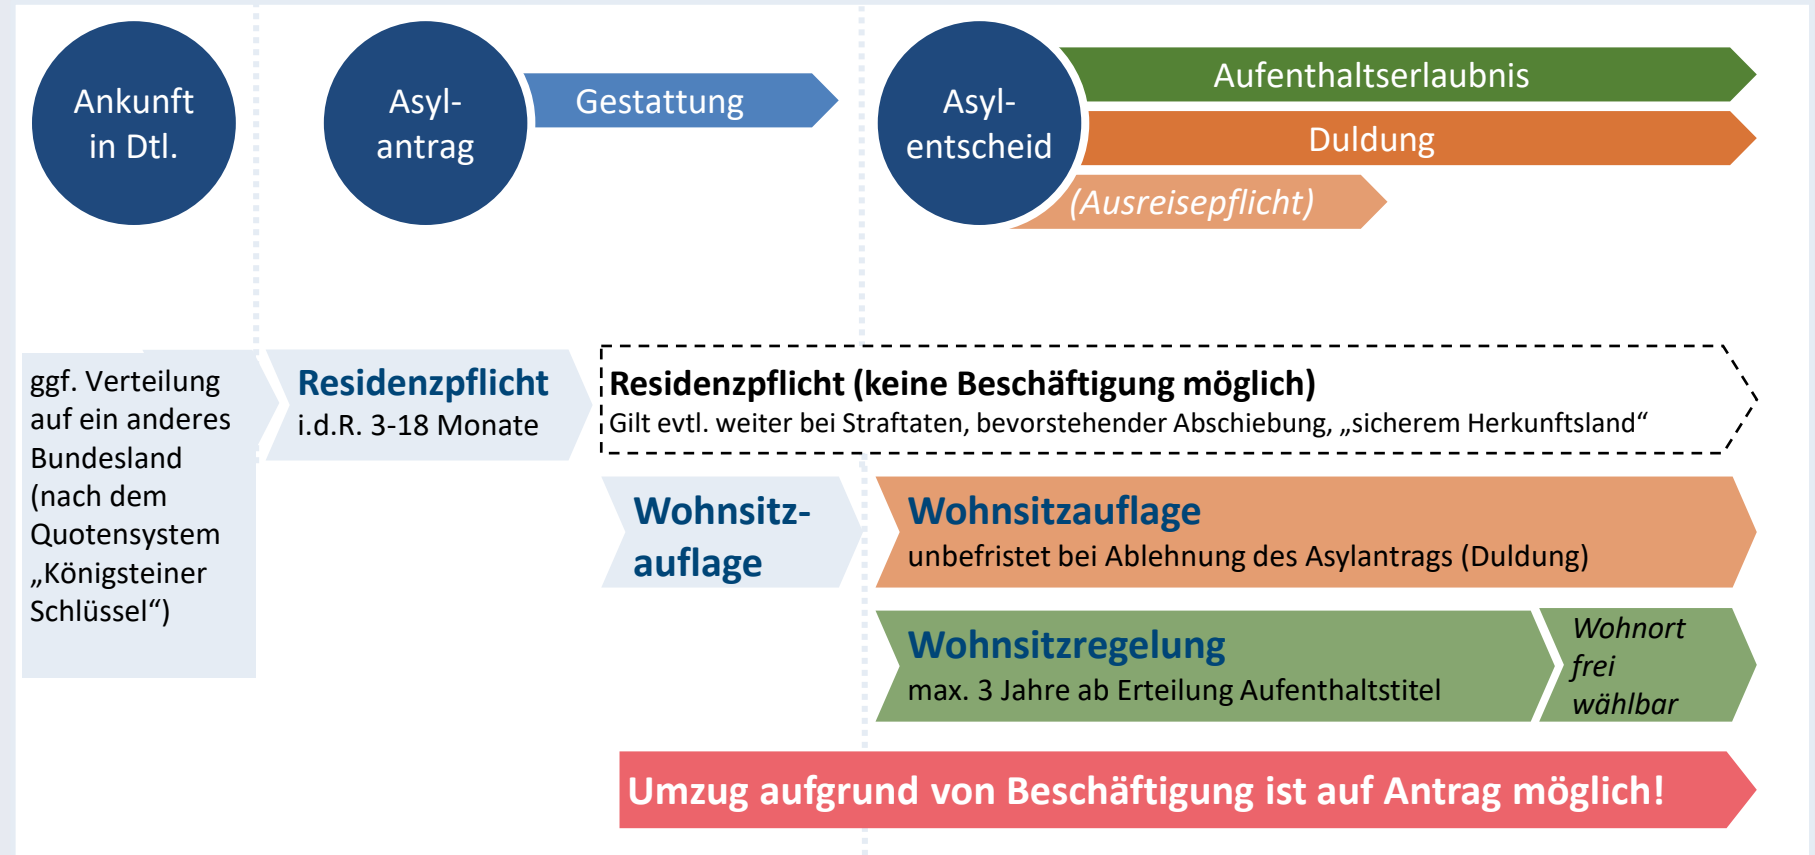 Ankunft
in Dtl.
Asyl-
antrag
Gestattung
Asyl-
entscheid
Aufenthaltserlaubnis
Duldung
(Ausreisepflicht)
ggf. Verteilung
auf ein anderes
Bundesland
(nach dem
Quotensystem
„Königsteiner
Schlüssel“)
Residenzpflicht
i.d.R. 3-18 Monate
Residenzpflicht (keine Beschäftigung möglich)
Gilt evtl. weiter bei Straftaten, bevorstehender Abschiebung, „sicherem Herkunftsland“
Wohnsitz-
auflage
Wohnsitzauflage
unbefristet bei Ablehnung des Asylantrags (Duldung)
Wohnsitzregelung
max. 3 Jahre ab Erteilung Aufenthaltstitel
Wohnort
frei
wählbar
Umzug aufgrund von Beschäftigung ist auf Antrag möglich!